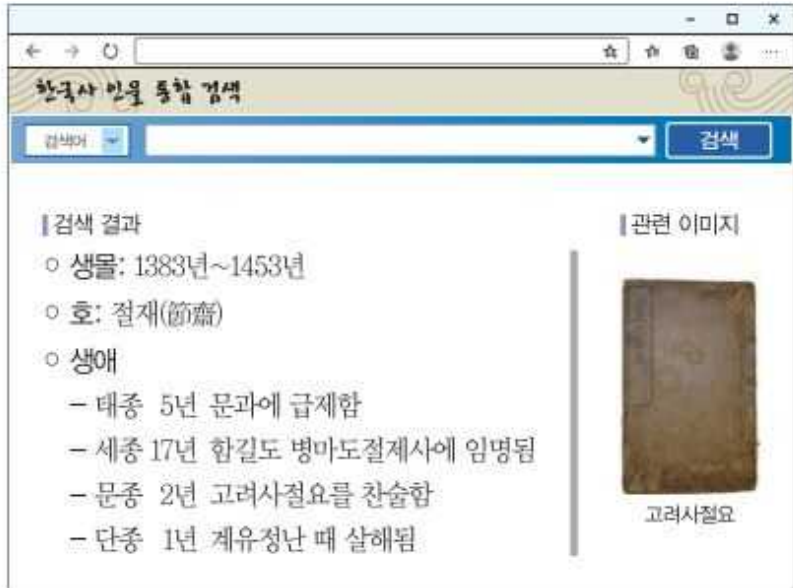 한국사 인물 통합 검색
검색어
검색
검색 결과
○ 생몰: 1383년~1453년
○ 호: 절재(節齋)
○ 생애
– 태종 5년 문과에 급제함
– 세종 17년 함길도 병마도절제사에 임명됨
– 문종 2년 고려사절요를 찬술함
– 단종 1년 계유정난 때 살해됨
관련 이미지
고려사절요